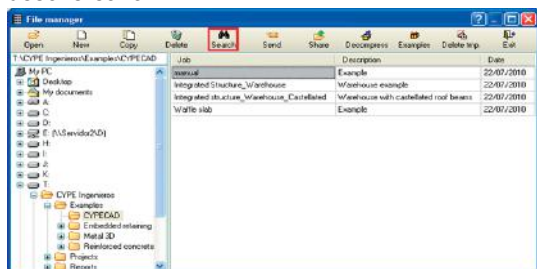 File manager
Open New Copy Delete Search Send Share Decompress Examples Delete tmp. Exit
T:\CYPE Ingenieros\Examples\CYPECAD
Job Description Date
My PC
Desktop
My documents
A:
C:
D:
E: (\\Servidor2\D)
H:
I:
J:
K:
T:
CYPE Ingenieros
Examples
CYPECAD
Embedded retaining
Metal 3D
Reinforced concrete
Projects
Reports
manual Example 22/07/2010
Integrated Structure_Warehouse Warehouse example 22/07/2010
Integrated structure_Warehouse_Castellated Warehouse with castellated roof beams 22/07/2010
Waffle slab Example 22/07/2010